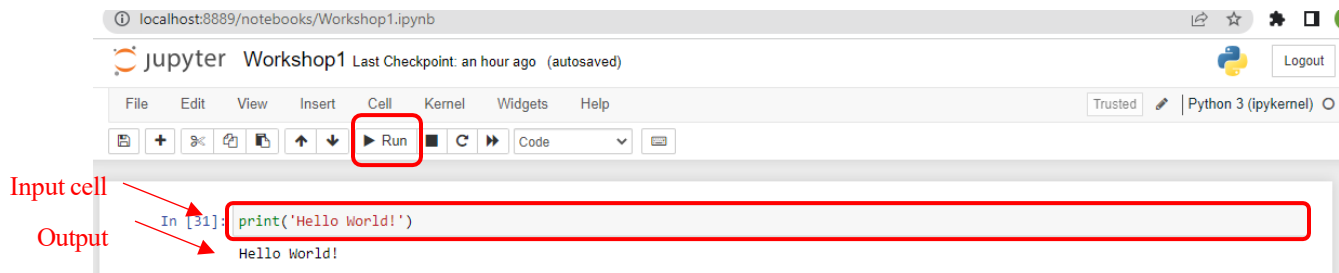 localhost:8889/notebooks/Workshop1.ipynb
jupyter Workshop1 Last Checkpoint: an hour ago (autosaved)
Logout
File Edit View Insert Cell Kernel Widgets Help
Trusted Python 3 (ipykernel)
Run Code
Input cell
In [31]: print('Hello World!')
Output
Hello World!